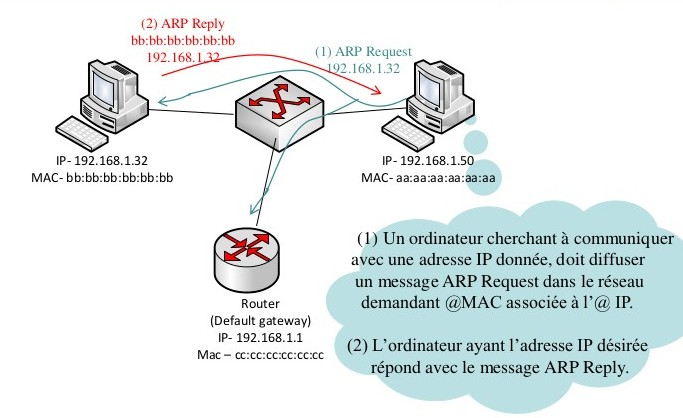 (2) ARP Reply
bb:bb:bb:bb:bb:bb
192.168.1.32
(1) ARP Request
192.168.1.32
IP- 192.168.1.32
MAC- bb:bb:bb:bb:bb:bb
IP- 192.168.1.50
MAC- aa:aa:aa:aa:aa:aa
Router
(Default gateway)
IP- 192.168.1.1
Mac – cc:cc:cc:cc:cc:cc
(1) Un ordinateur cherchant à communiquer
avec une adresse IP donnée, doit diffuser
un message ARP Request dans le réseau
demandant @MAC associée à l’@ IP.
(2) L’ordinateur ayant l’adresse IP désirée
répond avec le message ARP Reply.